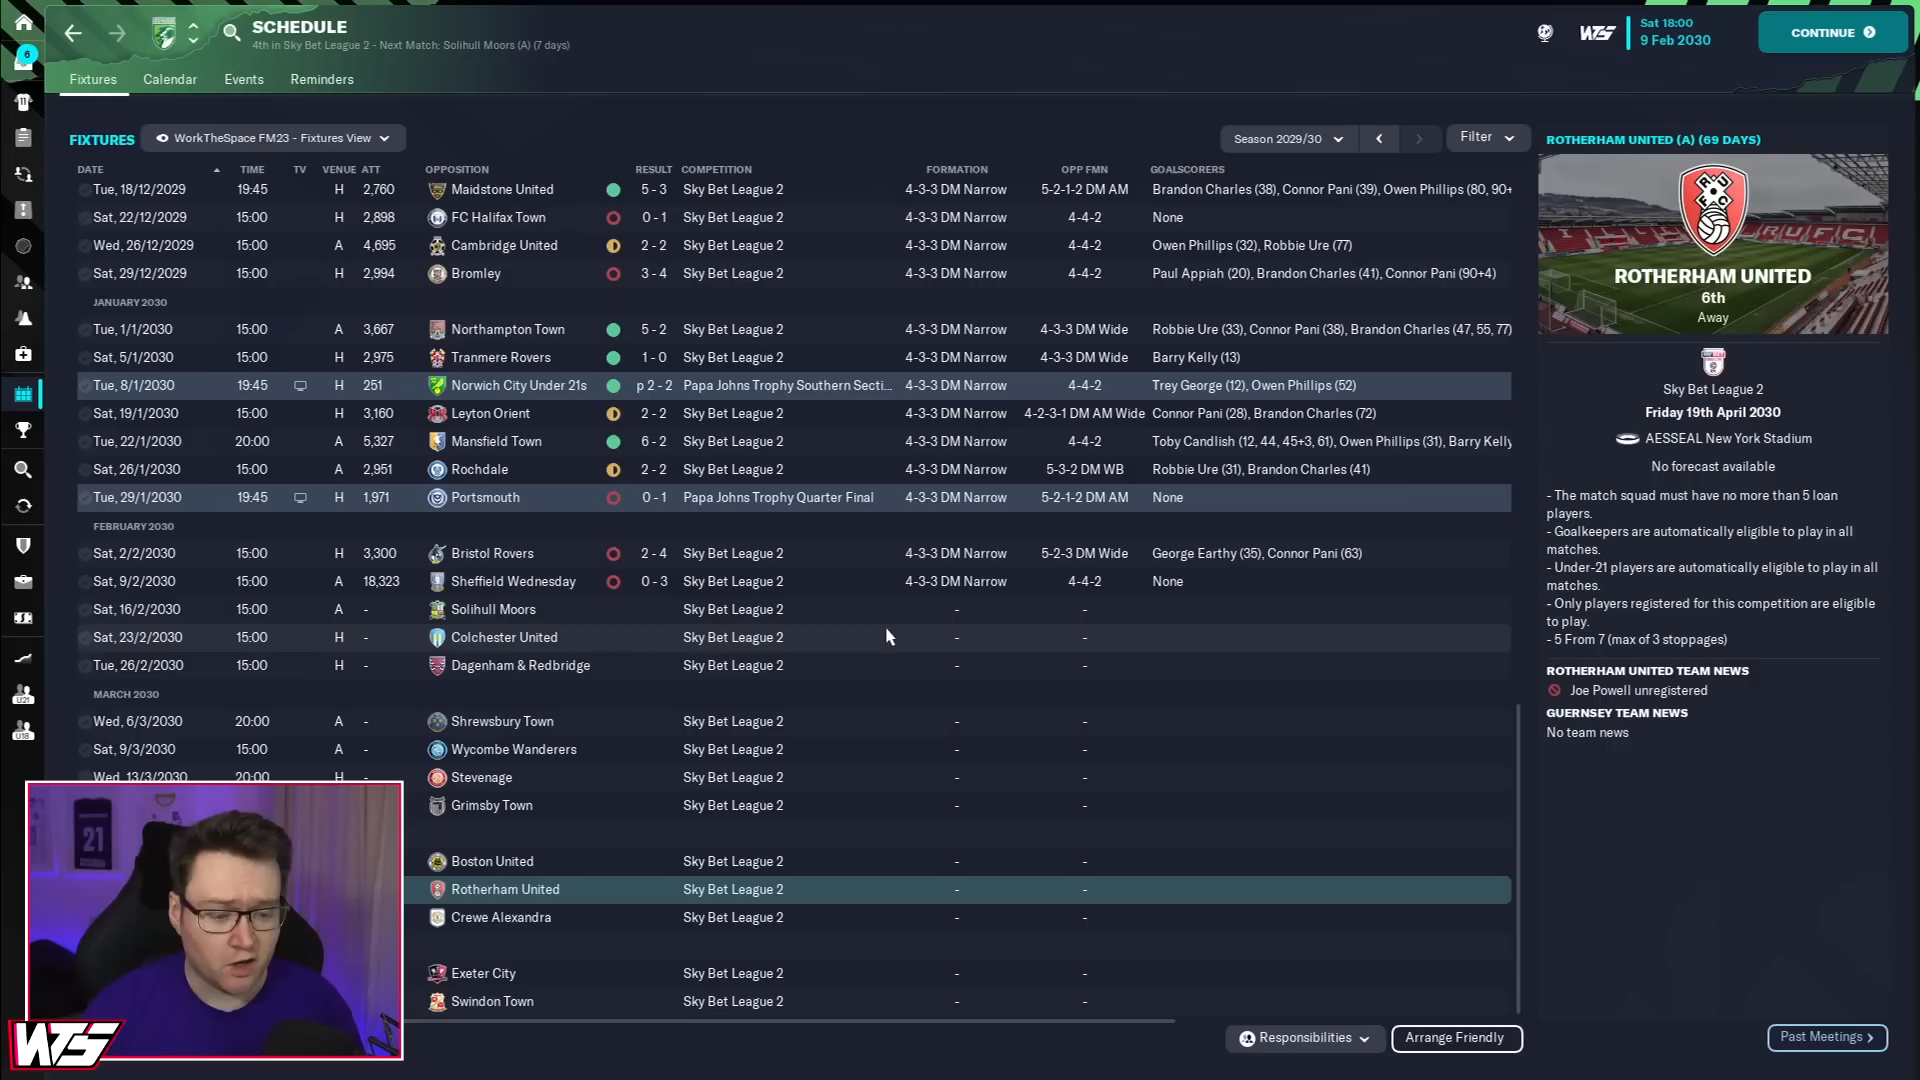 SCHEDULE
4th in Sky Bet League 2 - Next Match: Solihull Moors (A) (7 days)
WTS
Sat 18:00
9 Feb 2030
CONTINUE
6
Fixtures Calendar Events Reminders
FIXTURES WorkTheSpace FM23 - Fixtures View Season 2029/30 Filter
DATE TIME TV VENUE ATT OPPOSITION RESULT COMPETITION FORMATION OPP FMN GOALSCORERS
Tue, 18/12/2029 19:45 H 2,760 Maidstone United 5 - 3 Sky Bet League 2 4-3-3 DM Narrow 5-2-1-2 DM AM Brandon Charles (38), Connor Pani (39), Owen Phillips (80, 90+
Sat, 22/12/2029 15:00 H 2,898 FC Halifax Town 0 - 1 Sky Bet League 2 4-3-3 DM Narrow 4-4-2 None
Wed, 26/12/2029 15:00 A 4,695 Cambridge United 2 - 2 Sky Bet League 2 4-3-3 DM Narrow 4-4-2 Owen Phillips (32), Robbie Ure (77)
Sat, 29/12/2029 15:00 H 2,994 Bromley 3 - 4 Sky Bet League 2 4-3-3 DM Narrow 4-4-2 Paul Appiah (20), Brandon Charles (41), Connor Pani (90+4)
JANUARY 2030
Tue, 1/1/2030 15:00 A 3,667 Northampton Town 5 - 2 Sky Bet League 2 4-3-3 DM Narrow 4-3-3 DM Wide Robbie Ure (33), Connor Pani (38), Brandon Charles (47, 55, 77)
Sat, 5/1/2030 15:00 H 2,975 Tranmere Rovers 1 - 0 Sky Bet League 2 4-3-3 DM Narrow 4-3-3 DM Wide Barry Kelly (13)
Tue, 8/1/2030 19:45 H 251 Norwich City Under 21s p 2 - 2 Papa Johns Trophy Southern Secti... 4-3-3 DM Narrow 4-4-2 Trey George (12), Owen Phillips (52)
Sat, 19/1/2030 15:00 H 3,160 Leyton Orient 2 - 2 Sky Bet League 2 4-3-3 DM Narrow 4-2-3-1 DM AM Wide Connor Pani (28), Brandon Charles (72)
Tue, 22/1/2030 20:00 A 5,327 Mansfield Town 6 - 2 Sky Bet League 2 4-3-3 DM Narrow 4-4-2 Toby Candlish (12, 44, 45+3, 61), Owen Phillips (31), Barry Kelly
Sat, 26/1/2030 15:00 A 2,951 Rochdale 2 - 2 Sky Bet League 2 4-3-3 DM Narrow 5-3-2 DM WB Robbie Ure (31), Brandon Charles (41)
Tue, 29/1/2030 19:45 H 1,971 Portsmouth 0 - 1 Papa Johns Trophy Quarter Final 4-3-3 DM Narrow 5-2-1-2 DM AM None
FEBRUARY 2030
Sat, 2/2/2030 15:00 H 3,300 Bristol Rovers 2 - 4 Sky Bet League 2 4-3-3 DM Narrow 5-2-3 DM Wide George Earthy (35), Connor Pani (63)
Sat, 9/2/2030 15:00 A 18,323 Sheffield Wednesday 0 - 3 Sky Bet League 2 4-3-3 DM Narrow 4-4-2 None
Sat, 16/2/2030 15:00 A - Solihull Moors Sky Bet League 2 - -
Sat, 23/2/2030 15:00 H - Colchester United Sky Bet League 2 - -
Tue, 26/2/2030 15:00 H - Dagenham & Redbridge Sky Bet League 2 - -
MARCH 2030
Wed, 6/3/2030 20:00 A - Shrewsbury Town Sky Bet League 2 - -
Sat, 9/3/2030 15:00 A - Wycombe Wanderers Sky Bet League 2 - -
Wed, 13/3/2030 20:00 H - Stevenage Sky Bet League 2 - -
Grimsby Town Sky Bet League 2 - -
Boston United Sky Bet League 2 - -
Rotherham United Sky Bet League 2 - -
Crewe Alexandra Sky Bet League 2 - -
Exeter City Sky Bet League 2 - -
Swindon Town Sky Bet League 2 - -
Responsibilities Arrange Friendly
ROTHERHAM UNITED (A) (69 DAYS)
ROTHERHAM UNITED
6th
Away
Sky Bet League 2
Friday 19th April 2030
AESSEAL New York Stadium
No forecast available
- The match squad must have no more than 5 loan
players.
- Goalkeepers are automatically eligible to play in all
matches.
- Under-21 players are automatically eligible to play in all
matches.
- Only players registered for this competition are eligible
to play.
- 5 From 7 (max of 3 stoppages)
ROTHERHAM UNITED TEAM NEWS
Joe Powell unregistered
GUERNSEY TEAM NEWS
No team news
Past Meetings
U21
U18
21
WTS